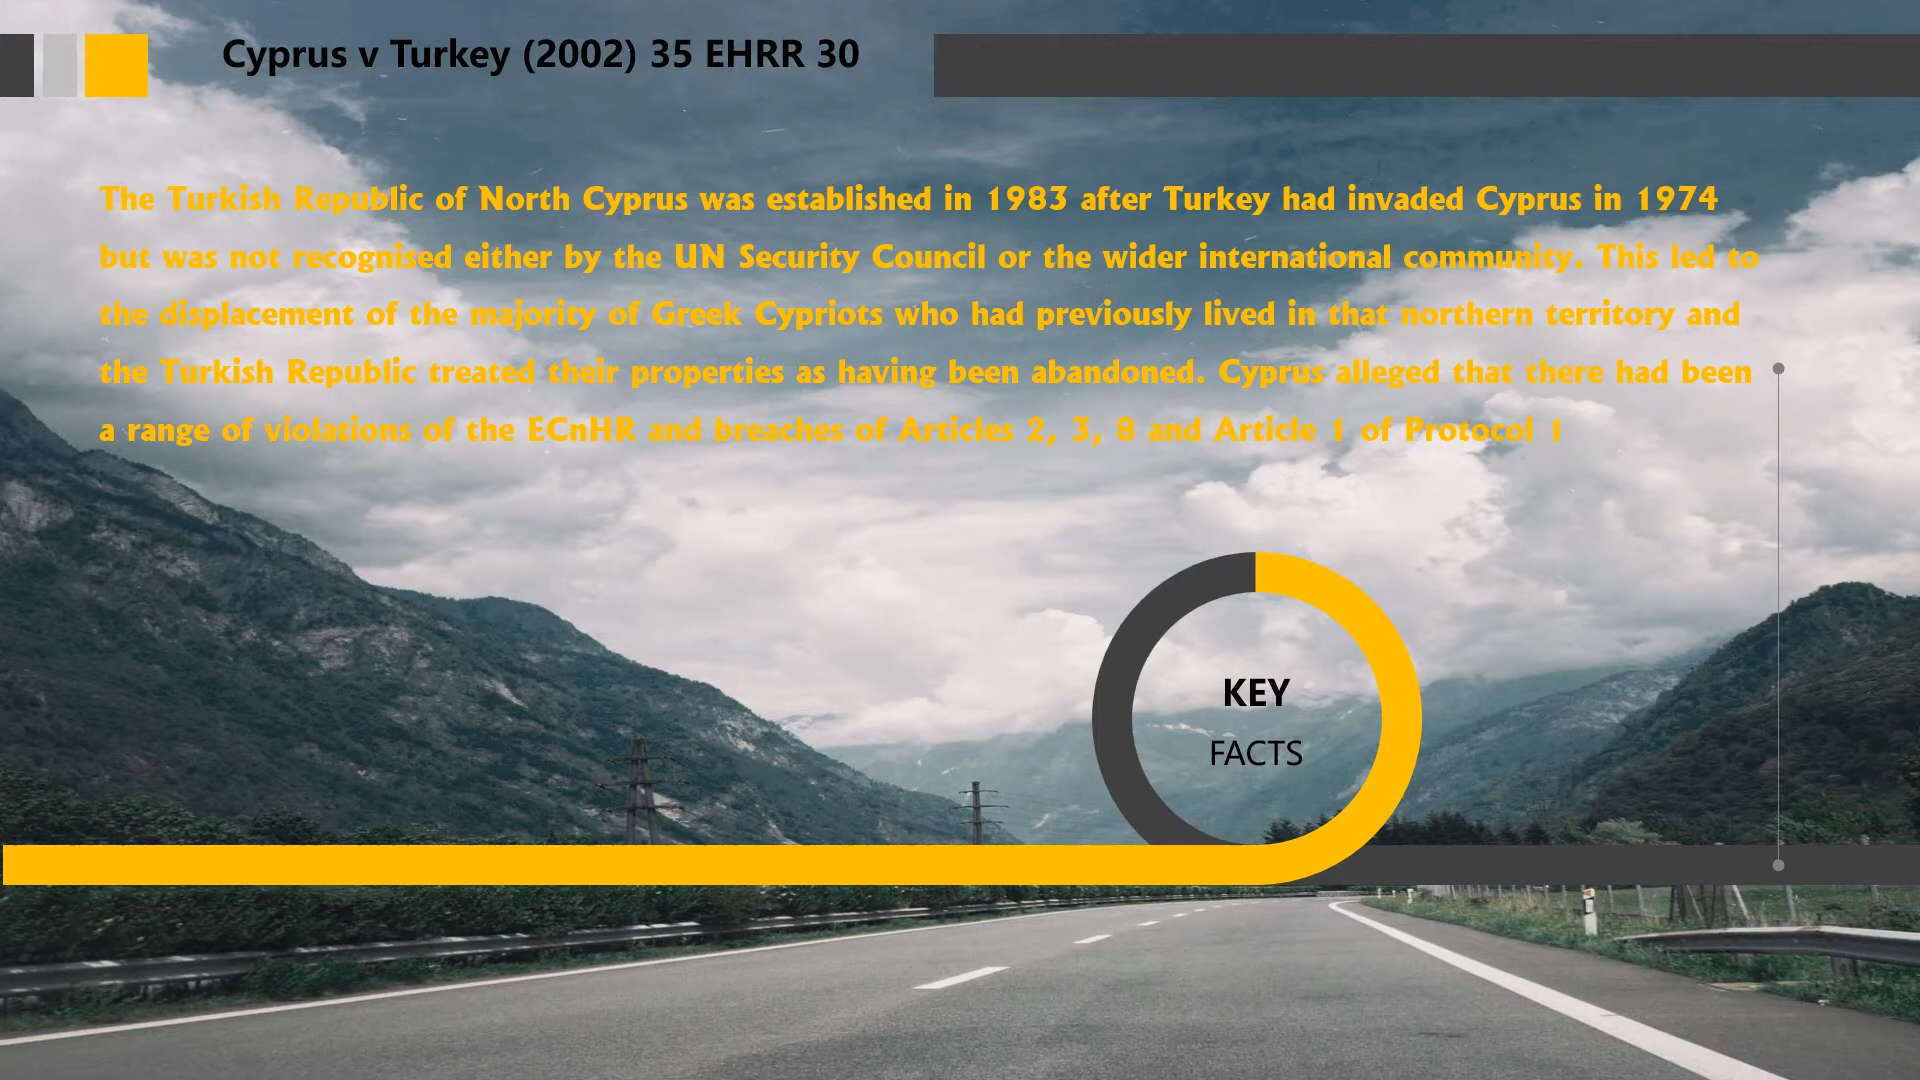 Cyprus v Turkey (2002) 35 EHRR 30
The Turkish Republic of North Cyprus was established in 1983 after Turkey had invaded Cyprus in 1974
but was not recognised either by the UN Security Council or the wider international community. This led to
the displacement of the majority of Greek Cypriots who had previously lived in that northern territory and
the Turkish Republic treated their properties as having been abandoned. Cyprus alleged that there had been
a range of violations of the ECnHR and breaches of Articles 2, 3, 8 and Article 1 of Protocol 1
KEY
FACTS